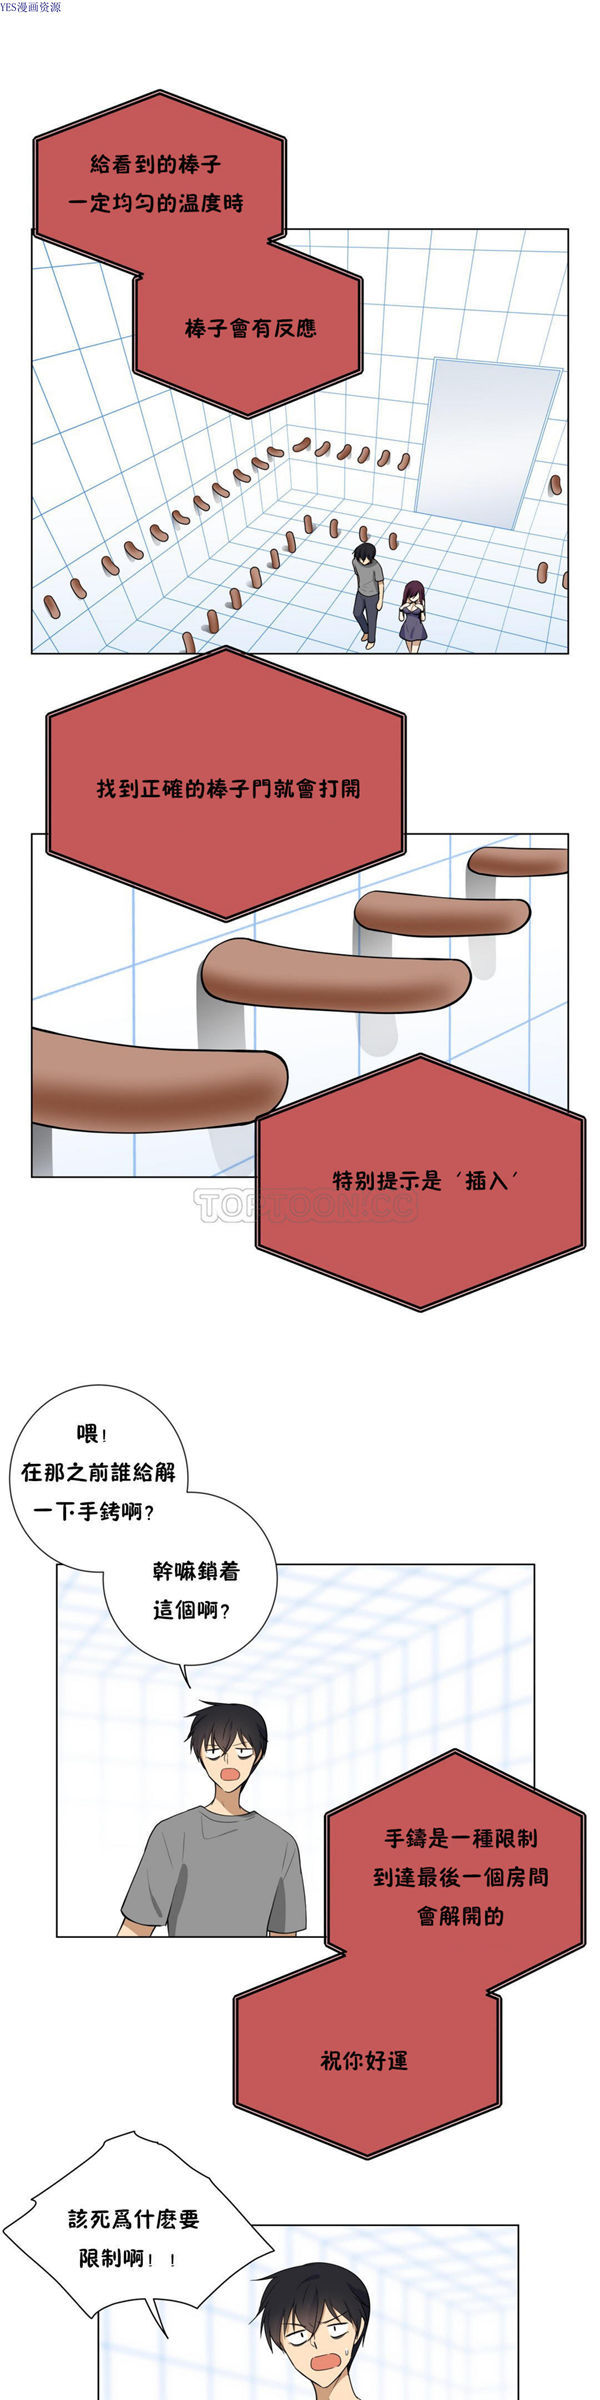 YES漫画资源
給看到的棒子
一定均匀的溫度時
棒子會有反應
找到正確的棒子門就會打開
特别提示是‘插入’
TOPTOON.CC
喂!
在那之前誰給解
一下手銬啊?
幹嘛鎖着
這個啊?
手鑄是一種限制
到達最後一個房間
會解開的
祝你好運
該死爲什麽要
限制啊!!